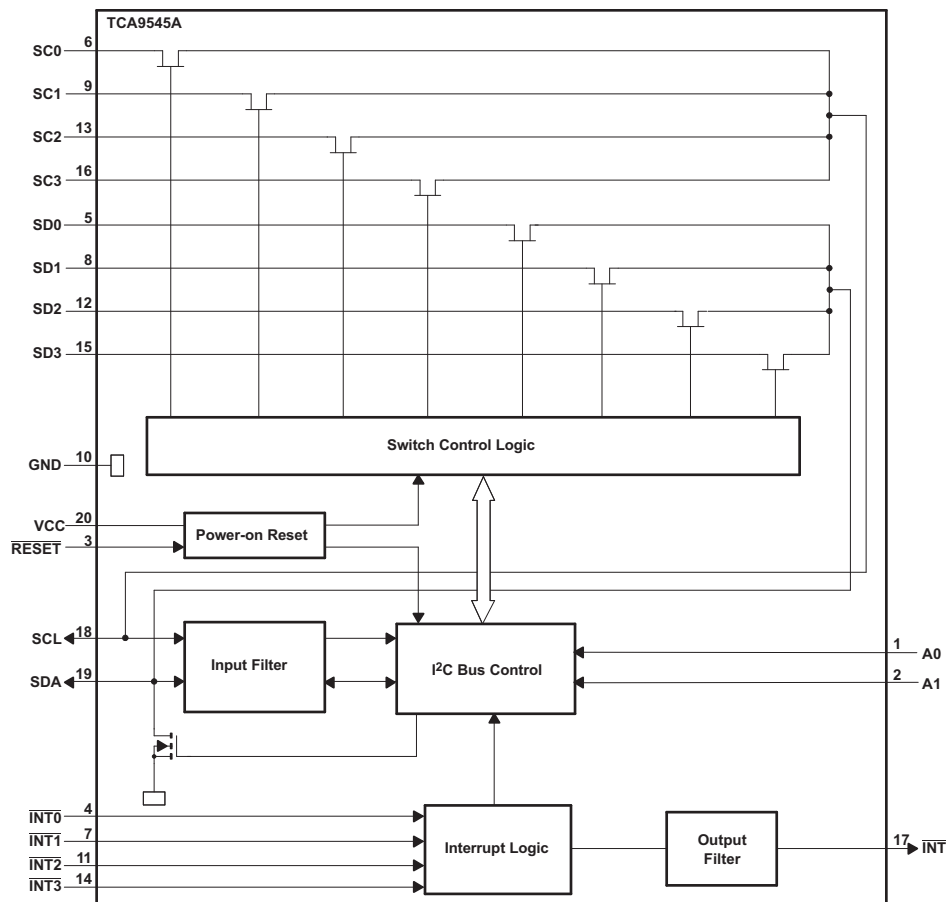 TCA9545A
SC0 6
SC1 9
SC2 13
SC3 16
SD0 5
SD1 8
SD2 12
SD3 15
Switch Control Logic
GND 10
VCC 20
RESET 3
Power-on Reset
SCL 18
SDA 19
Input Filter
I²C Bus Control
1 A0
2 A1
INT0 4
INT1 7
INT2 11
INT3 14
Interrupt Logic
Output
Filter
17 INT